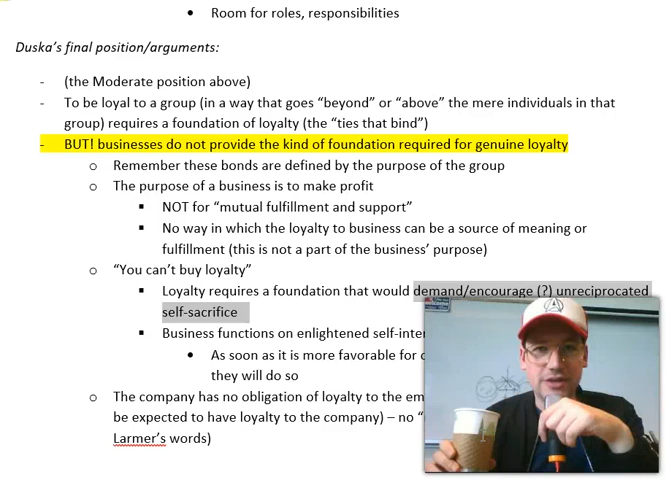 • Room for roles, responsibilities
Duska's final position/arguments:
- (the Moderate position above)
- To be loyal to a group (in a way that goes "beyond" or "above" the mere individuals in that
group) requires a foundation of loyalty (the "ties that bind")
- BUT! businesses do not provide the kind of foundation required for genuine loyalty
o Remember these bonds are defined by the purpose of the group
o The purpose of a business is to make profit
▪ NOT for "mutual fulfillment and support"
▪ No way in which the loyalty to business can be a source of meaning or
fulfillment (this is not a part of the business' purpose)
o "You can't buy loyalty"
▪ Loyalty requires a foundation that would demand/encourage (?) unreciprocated
self-sacrifice
▪ Business functions on enlightened self-inter
• As soon as it is more favorable for
they will do so
o The company has no obligation of loyalty to the em
be expected to have loyalty to the company) – no "
Larmer's words)